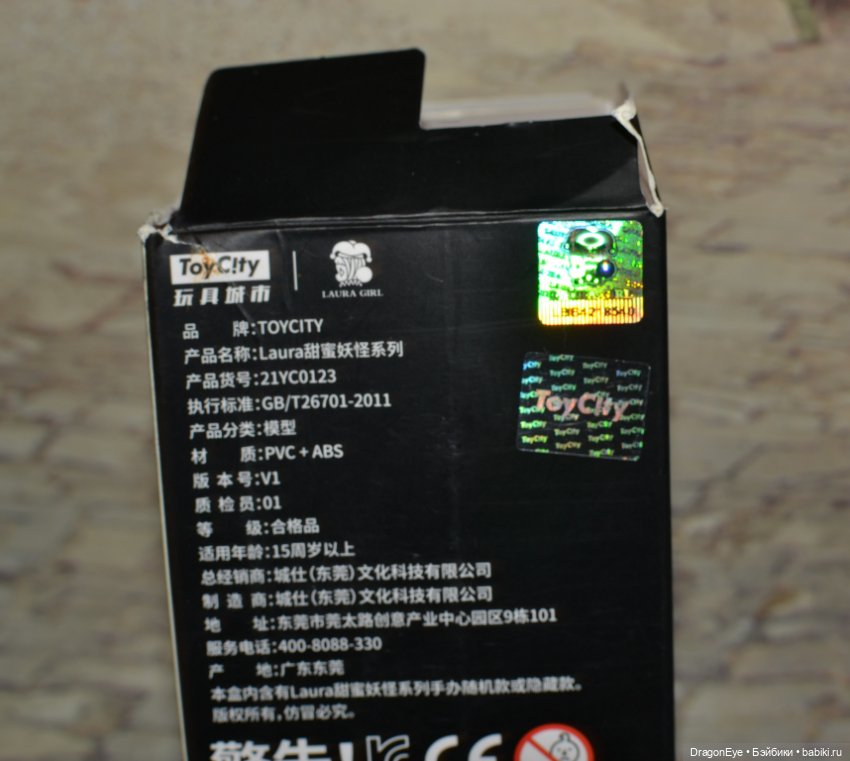 ToyC!ty
玩具城市
LAURA GIRL
品 牌:TOYCITY
产品名称:Laura甜蜜妖怪系列
产品货号:21YC0123
执行标准:GB/T26701-2011
产品分类:模型
材 质:PVC + ABS
版 本 号:V1
质 检 员:01
等 级:合格品
适用年龄:15周岁以上
总经销商:城仕(东莞)文化科技有限公司
制 造 商:城仕(东莞)文化科技有限公司
地 址:东莞市莞太路创意产业中心园区9栋101
服务电话:400-8088-330
产 地:广东东莞
本盒内含有Laura甜蜜妖怪系列手办随机款或隐藏款。
版权所有,仿冒必究。
警告!
CE
ToyC!ty
DragonEye • Бэйбики • babiki.ru